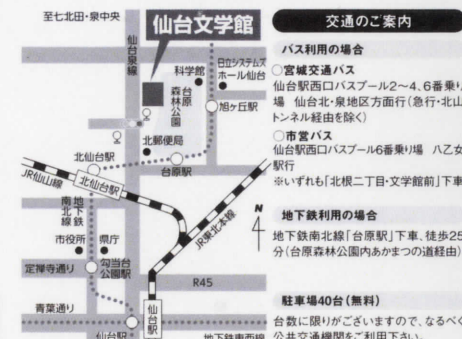 至七北田・泉中央
仙台文学館
仙台泉線
科学館
日立システムズ
ホール仙台
台原
森林
公園
旭ヶ丘駅
北郵便局
台原駅
北仙台駅
JR仙山線
北仙台駅
地下鉄
南北線
JR東北本線
N
市役所
県庁
定禅寺通り
勾当台
公園駅
R45
青葉通り
仙台駅
仙台駅
地下鉄東西線
交通のご案内
バス利用の場合
○宮城交通バス
仙台駅西口バスプール2〜4、6番乗り
場 仙台北・泉地区方面行(急行・北山
トンネル経由を除く)
○市営バス
仙台駅西口バスプール6番乗り場 八乙女
駅行
※いずれも「北根二丁目・文学館前」下車
地下鉄利用の場合
地下鉄南北線「台原駅」下車、徒歩25
分(台原森林公園内あかまつの道経由)
駐車場40台(無料)
台数に限りがございますので、なるべく
公共交通機関をご利用下さい。